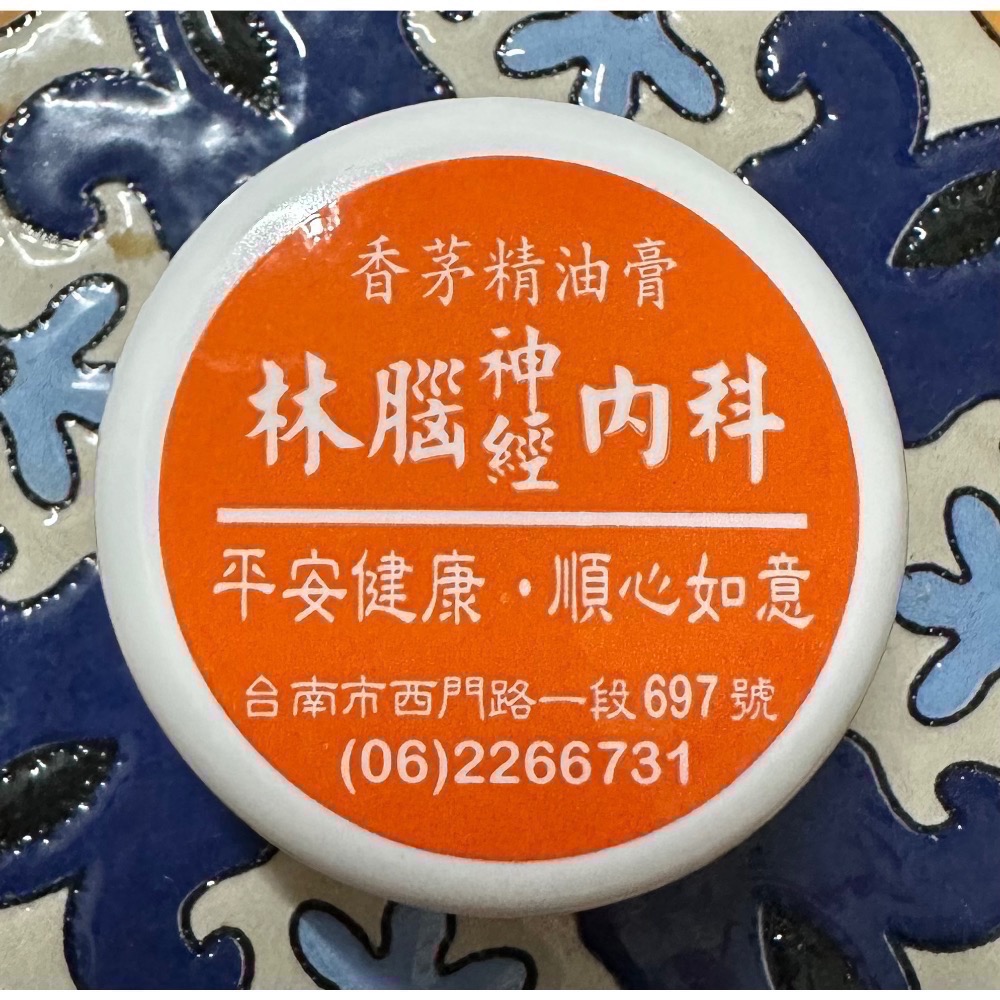 香茅精油膏
林腦神經內科
平安健康・順心如意
台南市西門路一段697號
(06)2266731